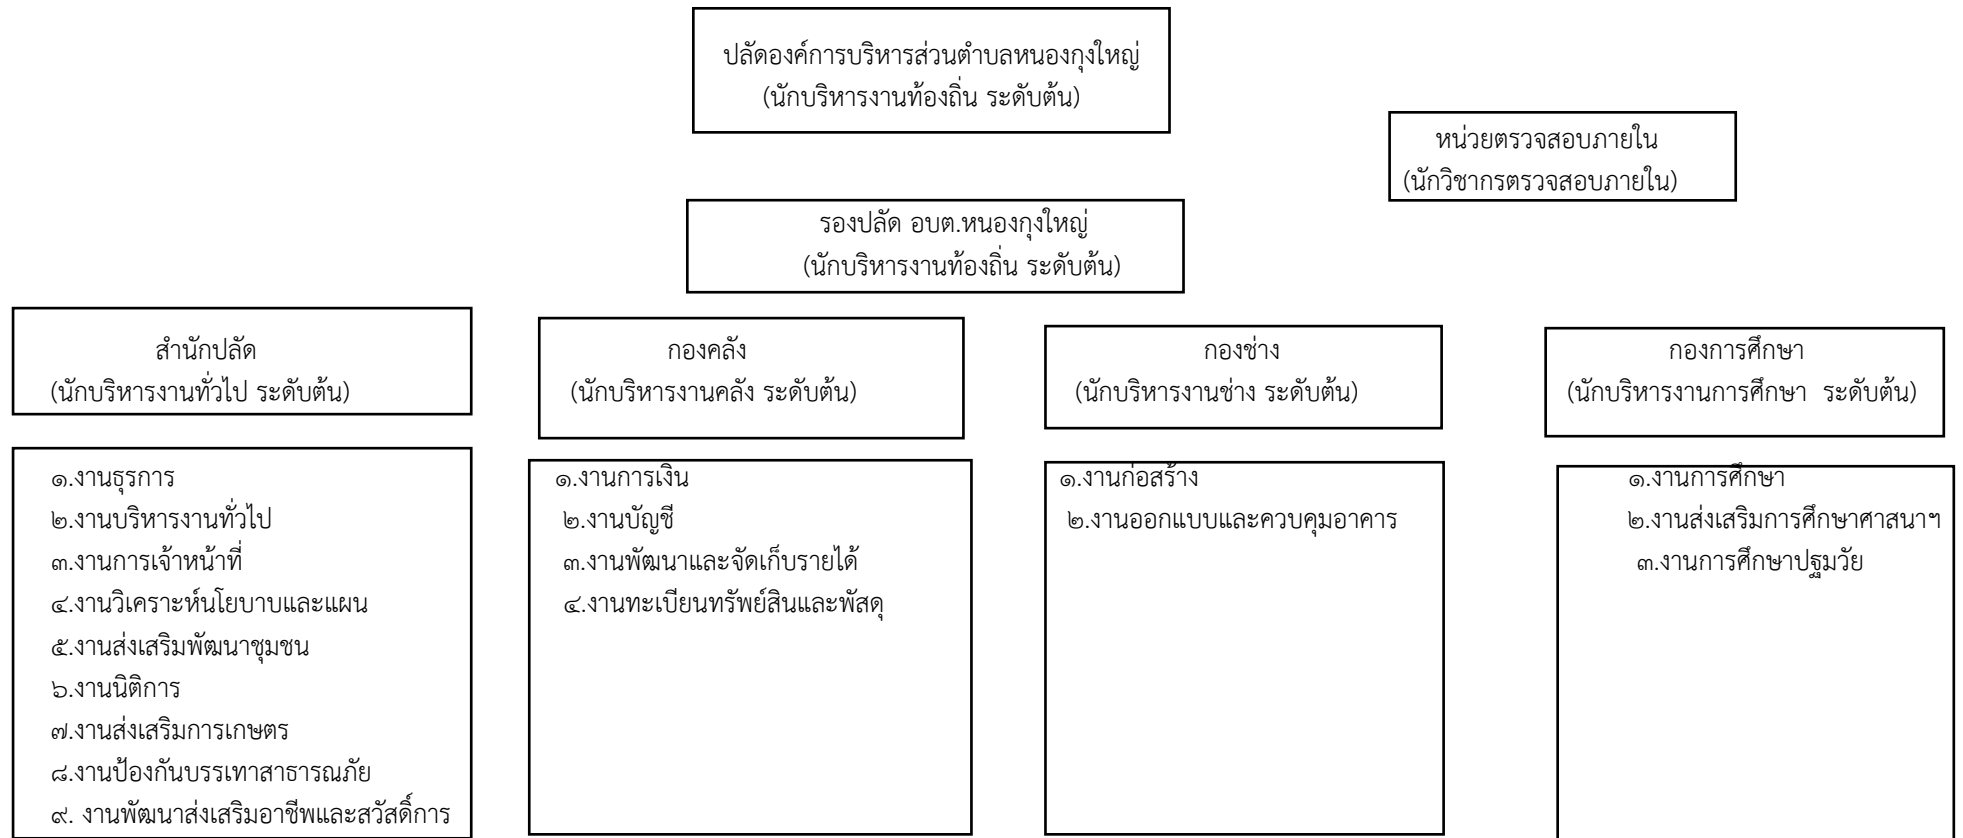 ปลัดองค์การบริหารส่วนตำบลหนองกุงใหญ่
(นักบริหารงานท้องถิ่น ระดับต้น)
หน่วยตรวจสอบภายใน
(นักวิชากรตรวจสอบภายใน)
รองปลัด อบต.หนองกุงใหญ่
(นักบริหารงานท้องถิ่น ระดับต้น)
สำนักปลัด
(นักบริหารงานทั่วไป ระดับต้น)
๑.งานธุรการ
๒.งานบริหารงานทั่วไป
๓.งานการเจ้าหน้าที่
๔.งานวิเคราะห์นโยบาบและแผน
๕.งานส่งเสริมพัฒนาชุมชน
๖.งานนิติการ
๗.งานส่งเสริมการเกษตร
๘.งานป้องกันบรรเทาสาธารณภัย
๙. งานพัฒนาส่งเสริมอาชีพและสวัสดิ์การ
กองคลัง
(นักบริหารงานคลัง ระดับต้น)
๑.งานการเงิน
๒.งานบัญชี
๓.งานพัฒนาและจัดเก็บรายได้
๔.งานทะเบียนทรัพย์สินและพัสดุ
กองช่าง
(นักบริหารงานช่าง ระดับต้น)
๑.งานก่อสร้าง
๒.งานออกแบบและควบคุมอาคาร
กองการศึกษา
(นักบริหารงานการศึกษา ระดับต้น)
๑.งานการศึกษา
๒.งานส่งเสริมการศึกษาศาสนาฯ
๓.งานการศึกษาปฐมวัย